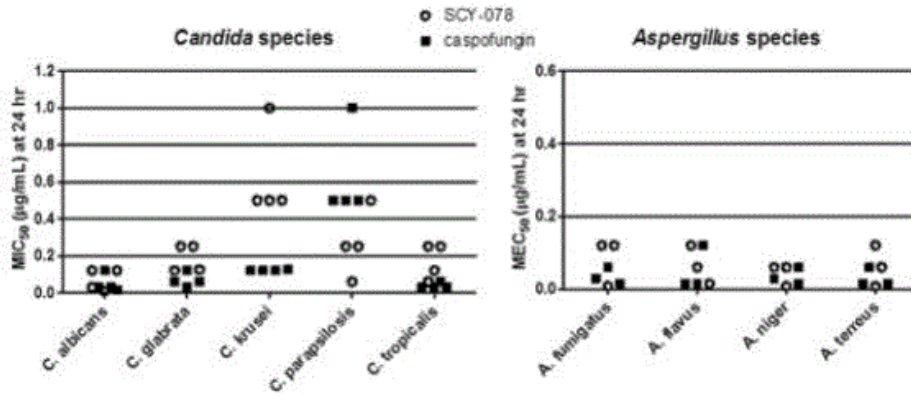 SCY-078
caspofungin
Candida species
MIC50 (µg/mL) at 24 hr
1.2
1.0
0.8
0.6
0.4
0.2
0.0
C. albicans
C. glabrata
C. krusei
C. parapsilosis
C. tropicalis
Aspergillus species
MEC50 (µg/mL) at 24 hr
0.6
0.4
0.2
0.0
A. fumigatus
A. flavus
A. niger
A. terreus